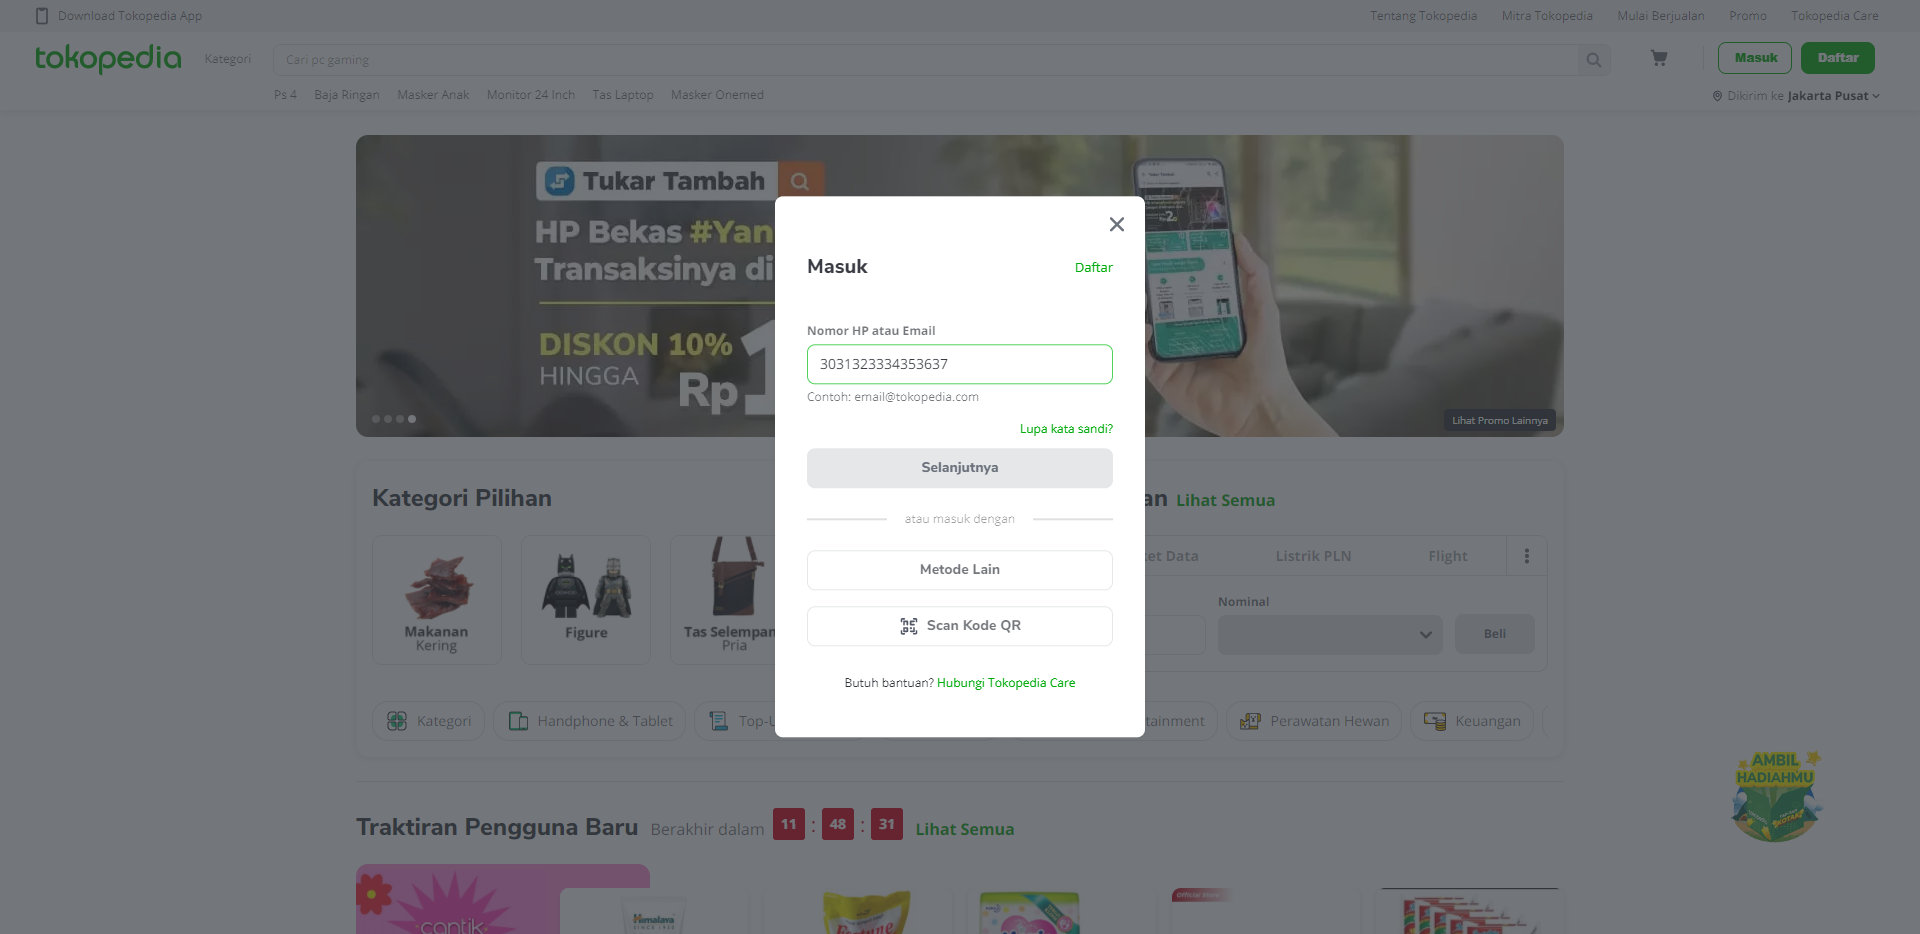 Download Tokopedia App
Tentang Tokopedia Mitra Tokopedia Mulai Berjualan Promo Tokopedia Care
tokopedia Kategori Cari pc gaming Masuk Daftar
Ps 4 Baja Ringan Masker Anak Monitor 24 Inch Tas Laptop Masker Onemed
Dikirim ke Jakarta Pusat
Tukar Tambah
HP Bekas #Yan
Transaksinya di
DISKON 10%
HINGGA
Rp1
Lihat Promo Lainnya
Masuk Daftar
Nomor HP atau Email
3031323334353637
Contoh: email@tokopedia.com
Lupa kata sandi?
Selanjutnya
atau masuk dengan
Metode Lain
Scan Kode QR
Butuh bantuan? Hubungi Tokopedia Care
Kategori Pilihan
an Lihat Semua
Makanan
Kering
Figure
Tas Selempan
Pria
et Data Listrik PLN Flight
Nominal
Beli
Kategori Handphone & Tablet Top-U tainment Perawatan Hewan Keuangan
AMBIL
HADIAHMU
Traktiran Pengguna Baru Berakhir dalam 11 : 48 : 31 Lihat Semua
cantik
Himalaya
SINCE 1930
Fortune